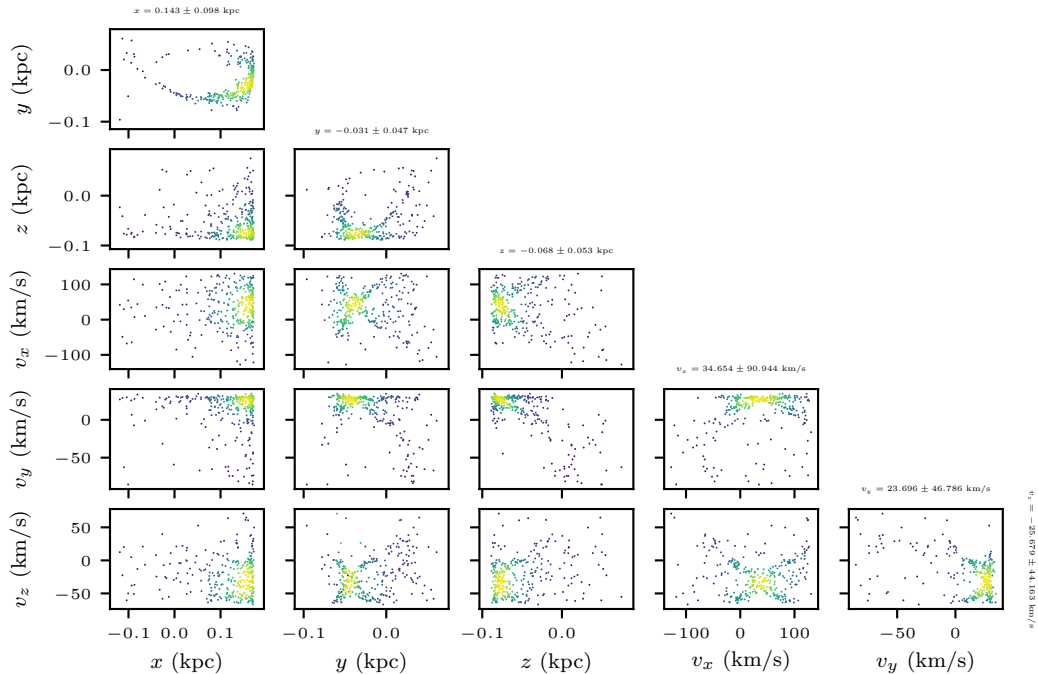 x = 0.143 ± 0.098 kpc
y (kpc)
0.0
−0.1
y = −0.031 ± 0.047 kpc
z (kpc)
0.0
−0.1
z = −0.068 ± 0.053 kpc
v_x (km/s)
100
0
−100
v_x = 34.654 ± 90.944 km/s
v_y (km/s)
0
−50
v_y = 23.696 ± 46.786 km/s
v_z = −25.679 ± 44.163 km/s
v_z (km/s)
50
0
−50
−0.1 0.0 0.1
0.0
0.0
−100 0 100
−50 0
x (kpc)
y (kpc)
z (kpc)
v_x (km/s)
v_y (km/s)